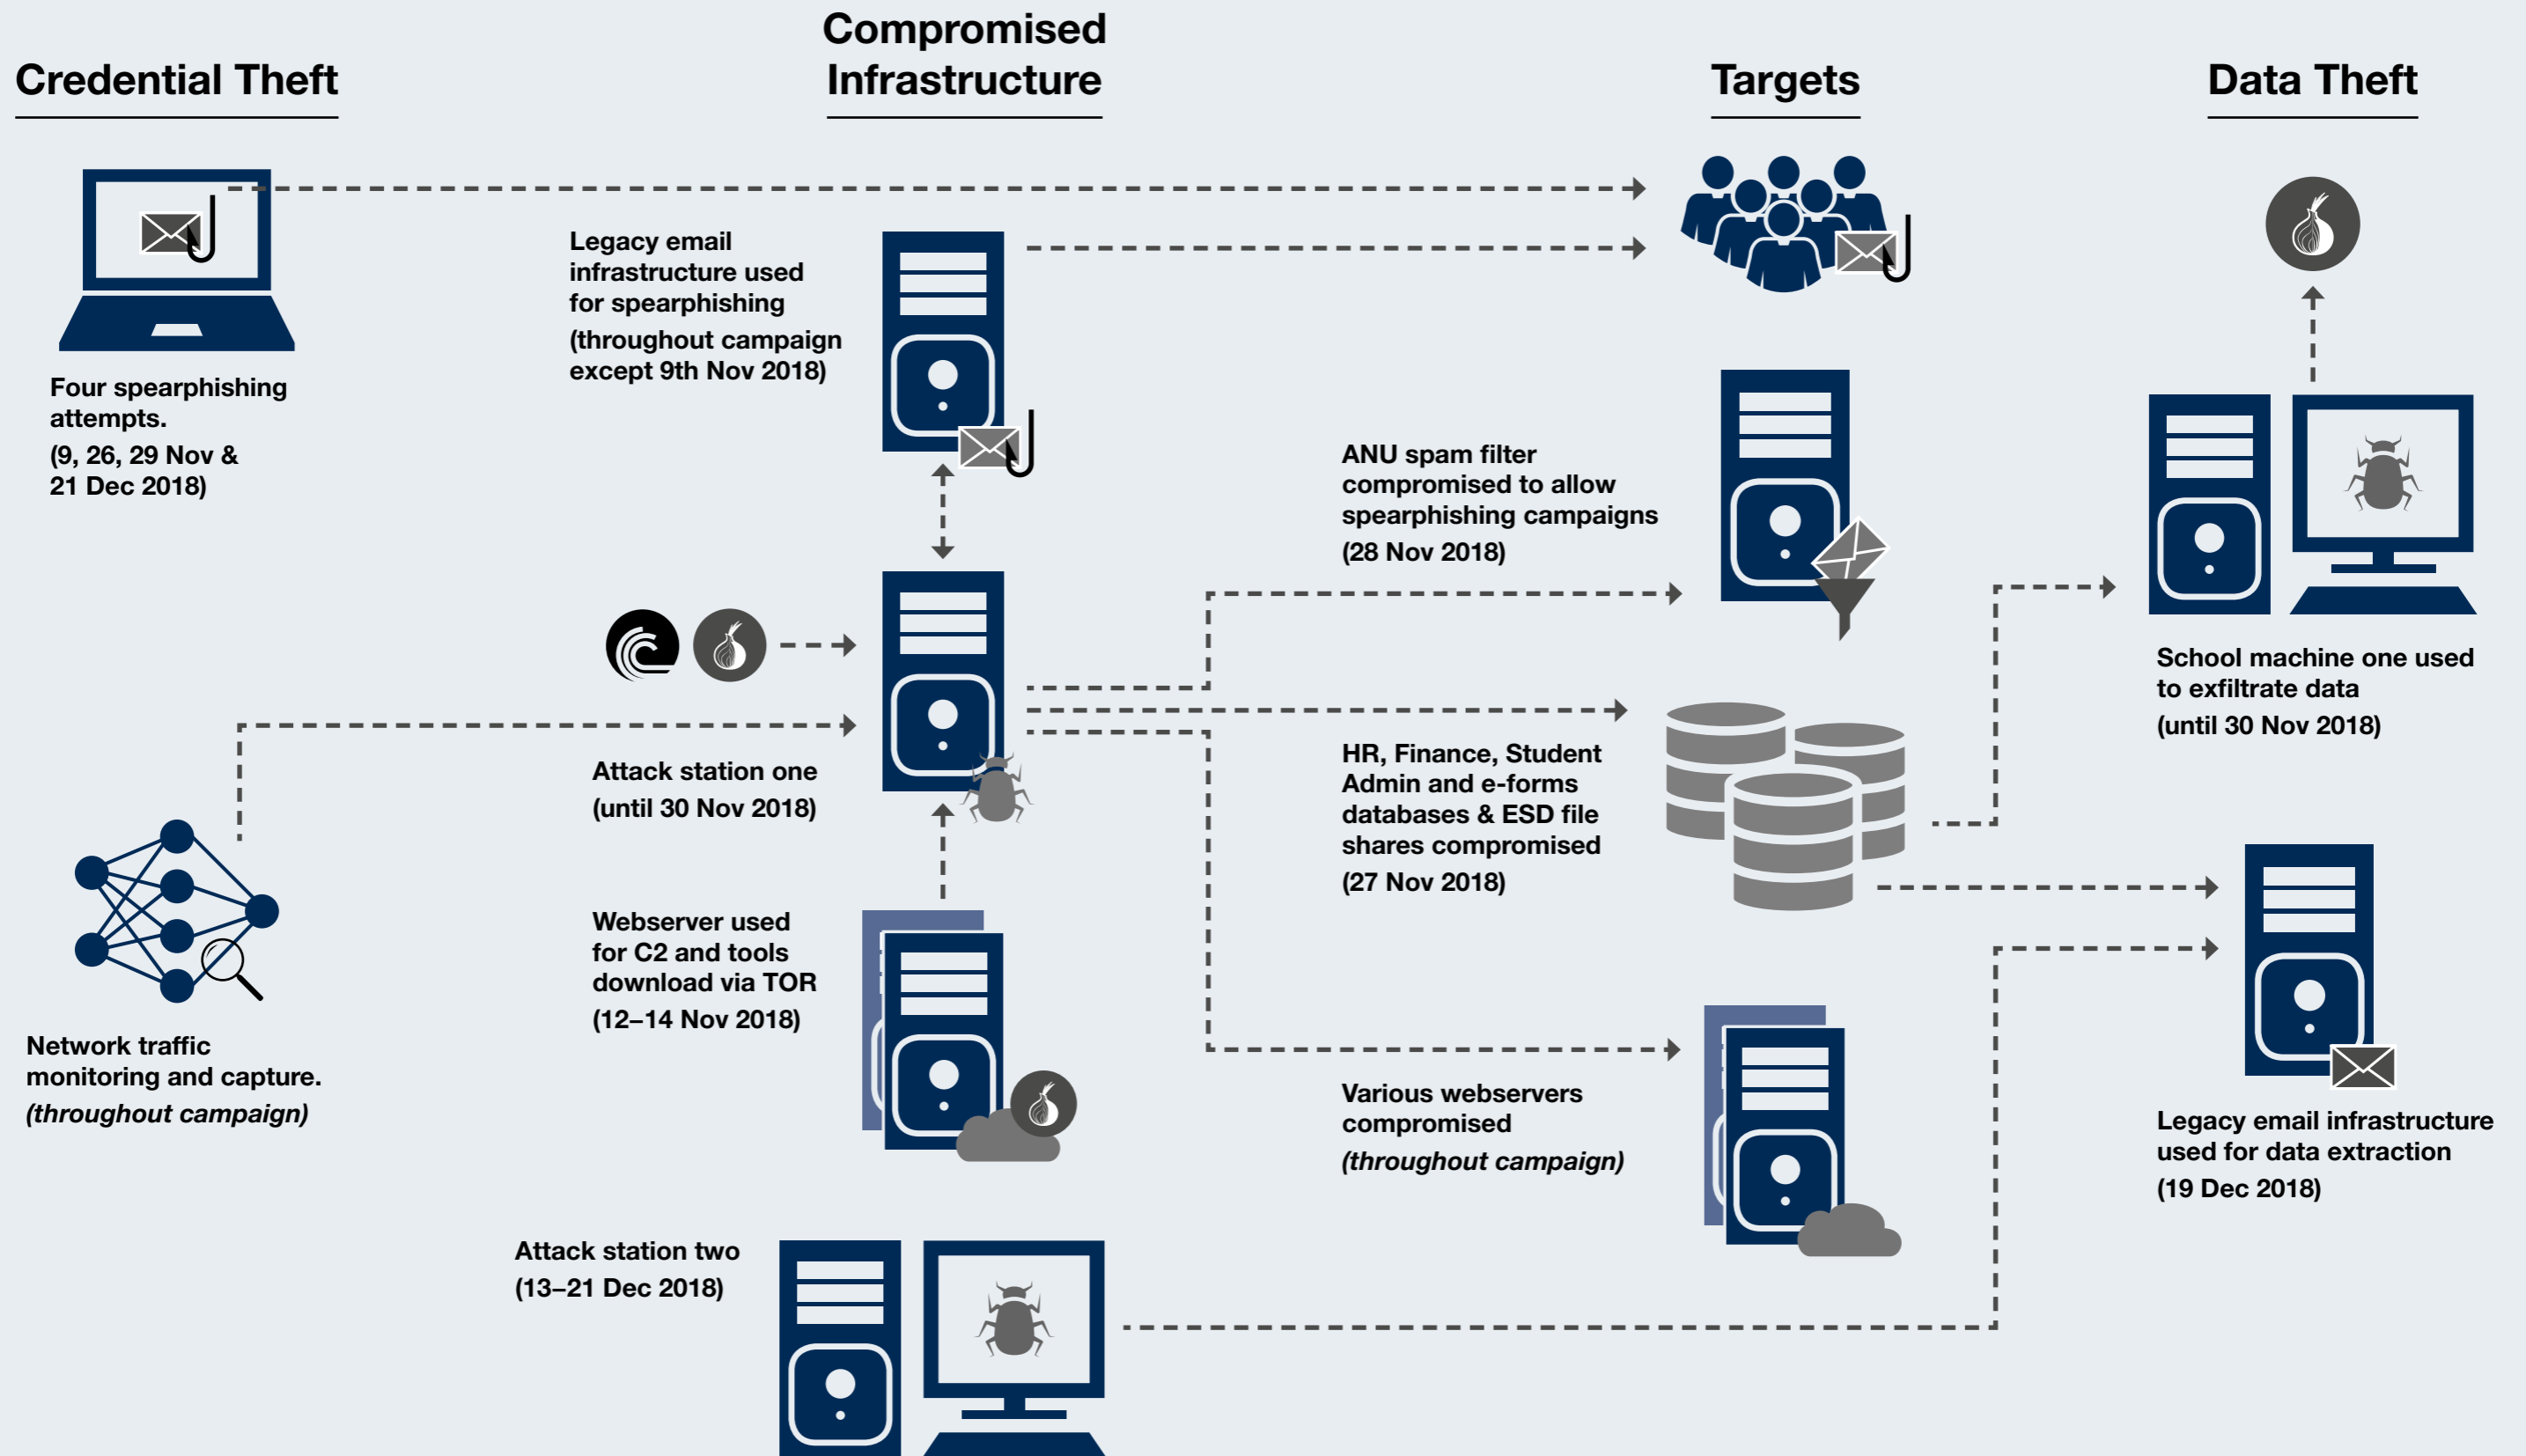 Credential Theft
Compromised
Infrastructure
Targets
Data Theft
Four spearphishing
attempts.
(9, 26, 29 Nov &
21 Dec 2018)
Network traffic
monitoring and capture.
(throughout campaign)
Legacy email
infrastructure used
for spearphishing
(throughout campaign
except 9th Nov 2018)
Attack station one
(until 30 Nov 2018)
Webserver used
for C2 and tools
download via TOR
(12–14 Nov 2018)
Attack station two
(13–21 Dec 2018)
ANU spam filter
compromised to allow
spearphishing campaigns
(28 Nov 2018)
HR, Finance, Student
Admin and e-forms
databases & ESD file
shares compromised
(27 Nov 2018)
Various webservers
compromised
(throughout campaign)
School machine one used
to exfiltrate data
(until 30 Nov 2018)
Legacy email infrastructure
used for data extraction
(19 Dec 2018)